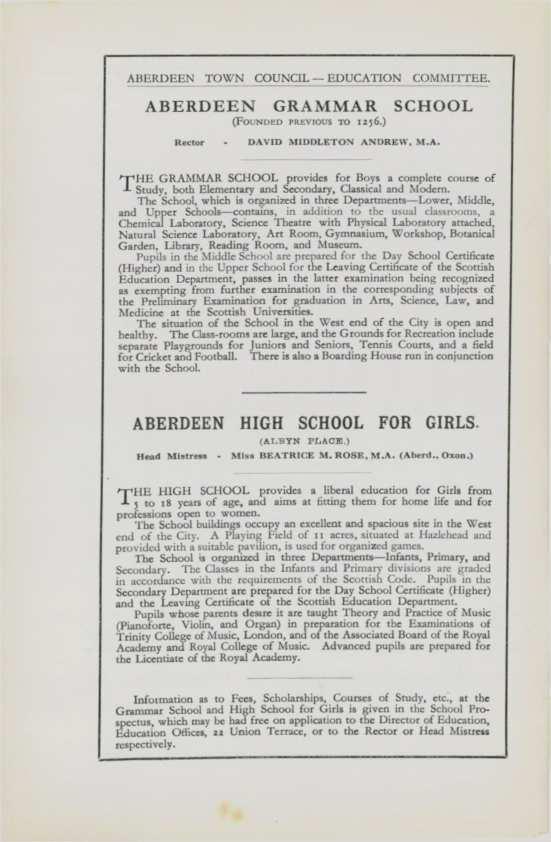 ABERDEEN TOWN COUNCIL — EDUCATION COMMITTEE.
ABERDEEN GRAMMAR SCHOOL
(FOUNDED PREVIOUS TO 1256.)
Rector - DAVID MIDDLETON ANDREW, M.A.
THE GRAMMAR SCHOOL provides for Boys a complete course of
Study, both Elementary and Secondary, Classical and Modern.
The School, which is organized in three Departments—Lower, Middle,
and Upper Schools—contains, in addition to the usual classrooms, a
Chemical Laboratory, Science Theatre with Physical Laboratory attached,
Natural Science Laboratory, Art Room, Gymnasium, Workshop, Botanical
Garden, Library, Reading Room, and Museum.
Pupils in the Middle School are prepared for the Day School Certificate
(Higher) and in the Upper School for the Leaving Certificate of the Scottish
Education Department, passes in the latter examination being recognized
as exempting from further examination in the corresponding subjects of
the Preliminary Examination for graduation in Arts, Science, Law, and
Medicine at the Scottish Universities.
The situation of the School in the West end of the City is open and
healthy. The Class-rooms are large, and the Grounds for Recreation include
separate Playgrounds for Juniors and Seniors, Tennis Courts, and a field
for Cricket and Football. There is also a Boarding House run in conjunction
with the School.
ABERDEEN HIGH SCHOOL FOR GIRLS.
(ALBYN PLACE.)
Head Mistress - Miss BEATRICE M. ROSE, M.A. (Aberd., Oxon.)
THE HIGH SCHOOL provides a liberal education for Girls from
5 to 18 years of age, and aims at fitting them for home life and for
professions open to women.
The School buildings occupy an excellent and spacious site in the West
end of the City. A Playing Field of 11 acres, situated at Hazlehead and
provided with a suitable pavilion, is used for organized games.
The School is organized in three Departments—Infants, Primary, and
Secondary. The Classes in the Infants and Primary divisions are graded
in accordance with the requirements of the Scottish Code. Pupils in the
Secondary Department are prepared for the Day School Certificate (Higher)
and the Leaving Certificate of the Scottish Education Department.
Pupils whose parents desire it are taught Theory and Practice of Music
(Pianoforte, Violin, and Organ) in preparation for the Examinations of
Trinity College of Music, London, and of the Associated Board of the Royal
Academy and Royal College of Music. Advanced pupils are prepared for
the Licentiate of the Royal Academy.
Information as to Fees, Scholarships, Courses of Study, etc., at the
Grammar School and High School for Girls is given in the School Pro-
spectus, which may be had free on application to the Director of Education,
Education Offices, 22 Union Terrace, or to the Rector or Head Mistress
respectively.